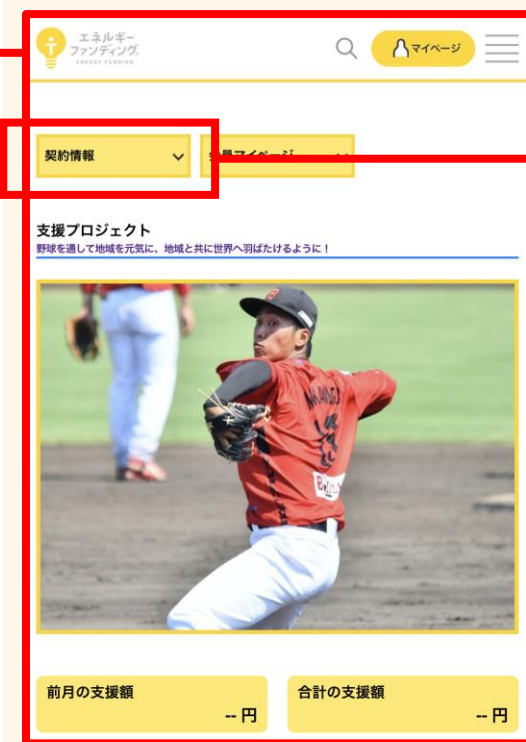 エネルギー
ファンディング
ENERGY FUNDING
マイページ
契約情報
支援プロジェクト
野球を通して地域を元気に、地域と共に世界へ羽ばたけるように！
前月の支援額
-- 円
合計の支援額
-- 円